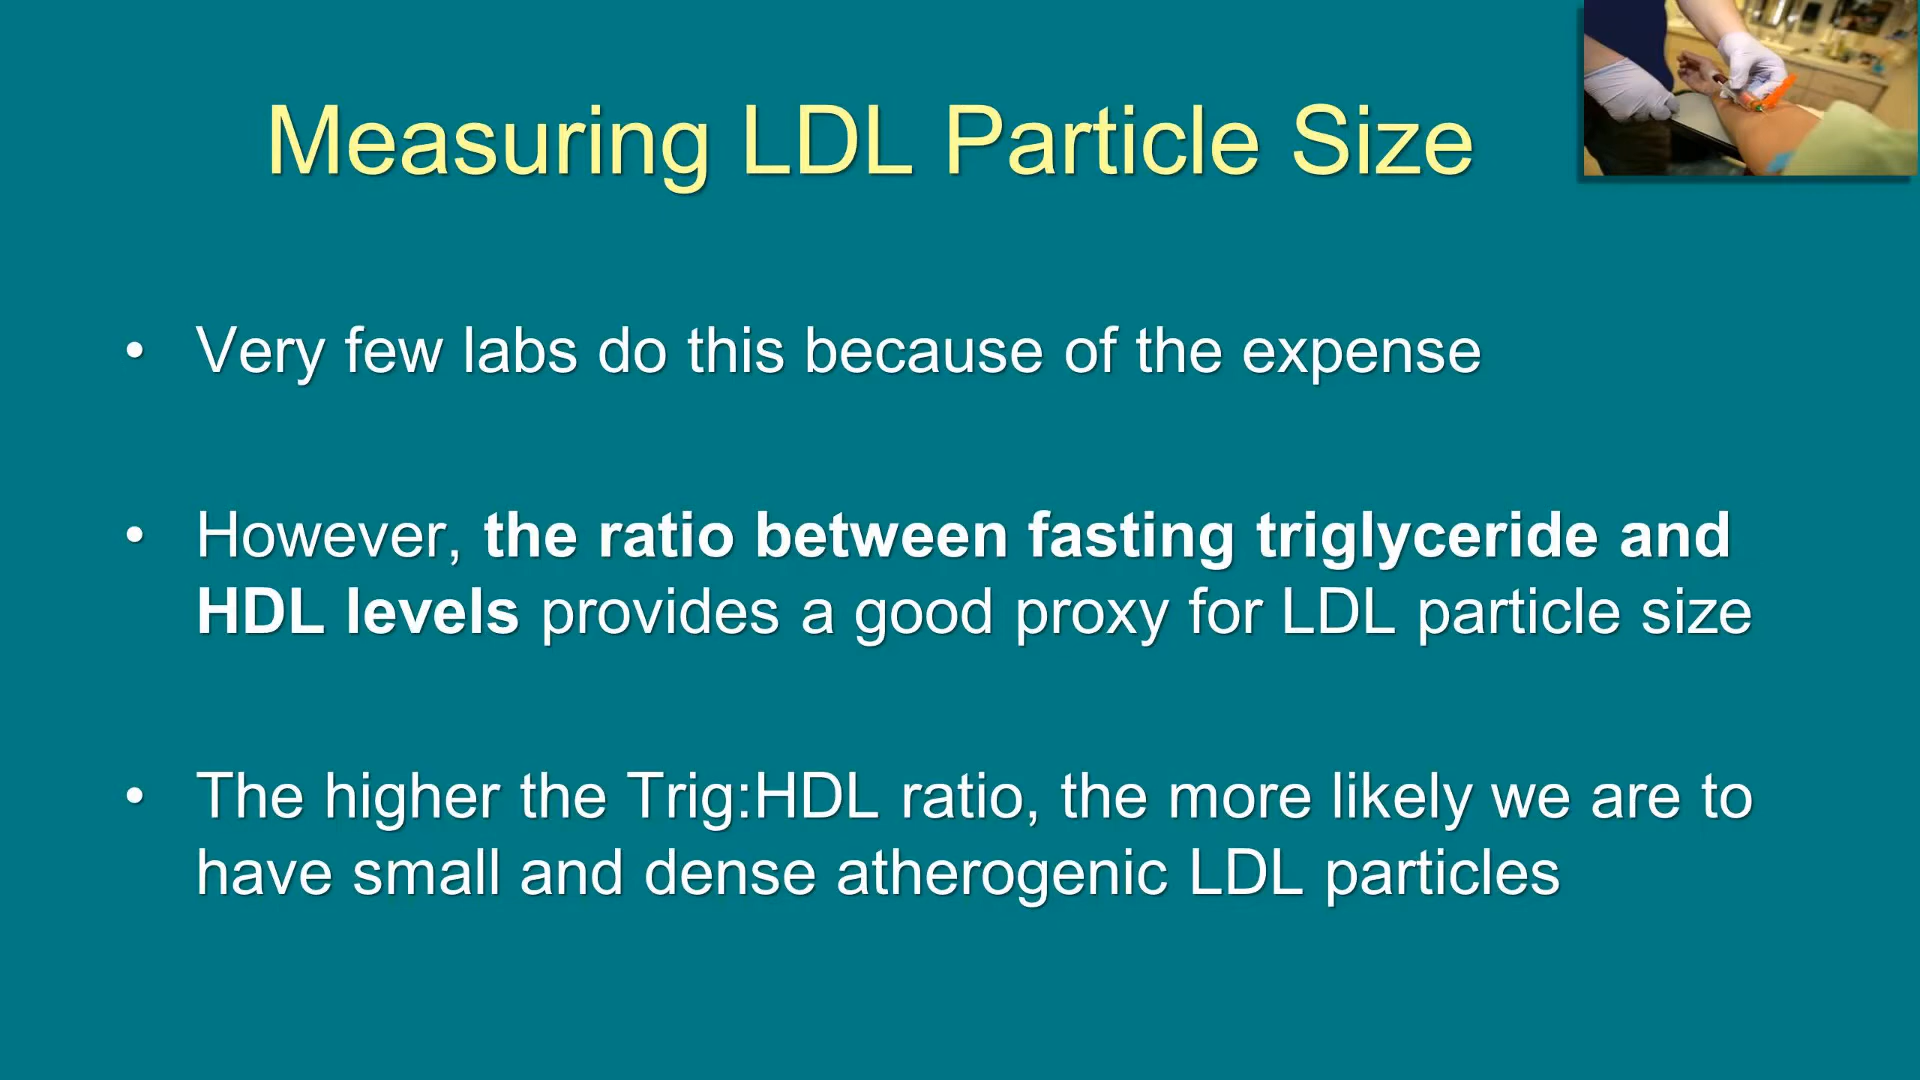 Measuring LDL Particle Size
• Very few labs do this because of the expense
• However, the ratio between fasting triglyceride and
HDL levels provides a good proxy for LDL particle size
• The higher the Trig:HDL ratio, the more likely we are to
have small and dense atherogenic LDL particles